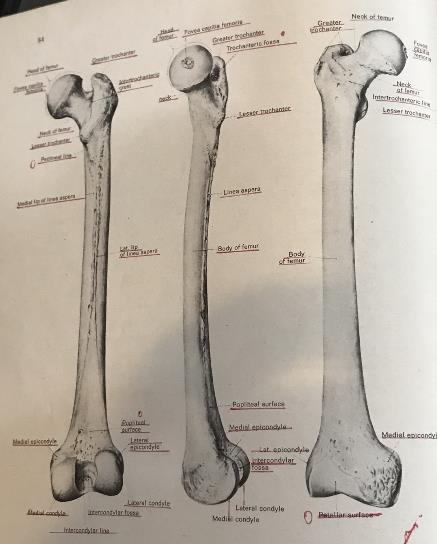 Head of femur
Fovea capitis femoris
Greater trochanter
Intertrochanteric crest
Neck of femur
Lesser trochanter
Pectineal line
Medial lip of linea aspera
Lat. lip of linea aspera
Popliteal surface
Medial epicondyle
Lateral epicondyle
Medial condyle
Intercondylar fossa
Lateral condyle
Intercondylar line
Head of femur
Fovea capitis femoris
Greater trochanter
Trochanteric fossa
Neck
Lesser trochanter
Linea aspera
Body of femur
Popliteal surface
Medial epicondyle
Lat. epicondyle
Intercondylar fossa
Lateral condyle
Medial condyle
Greater trochanter
Neck of femur
Fovea capitis femoris
Neck of femur
Intertrochanteric line
Lesser trochanter
Body of femur
Medial epicondyle
Patellar surface